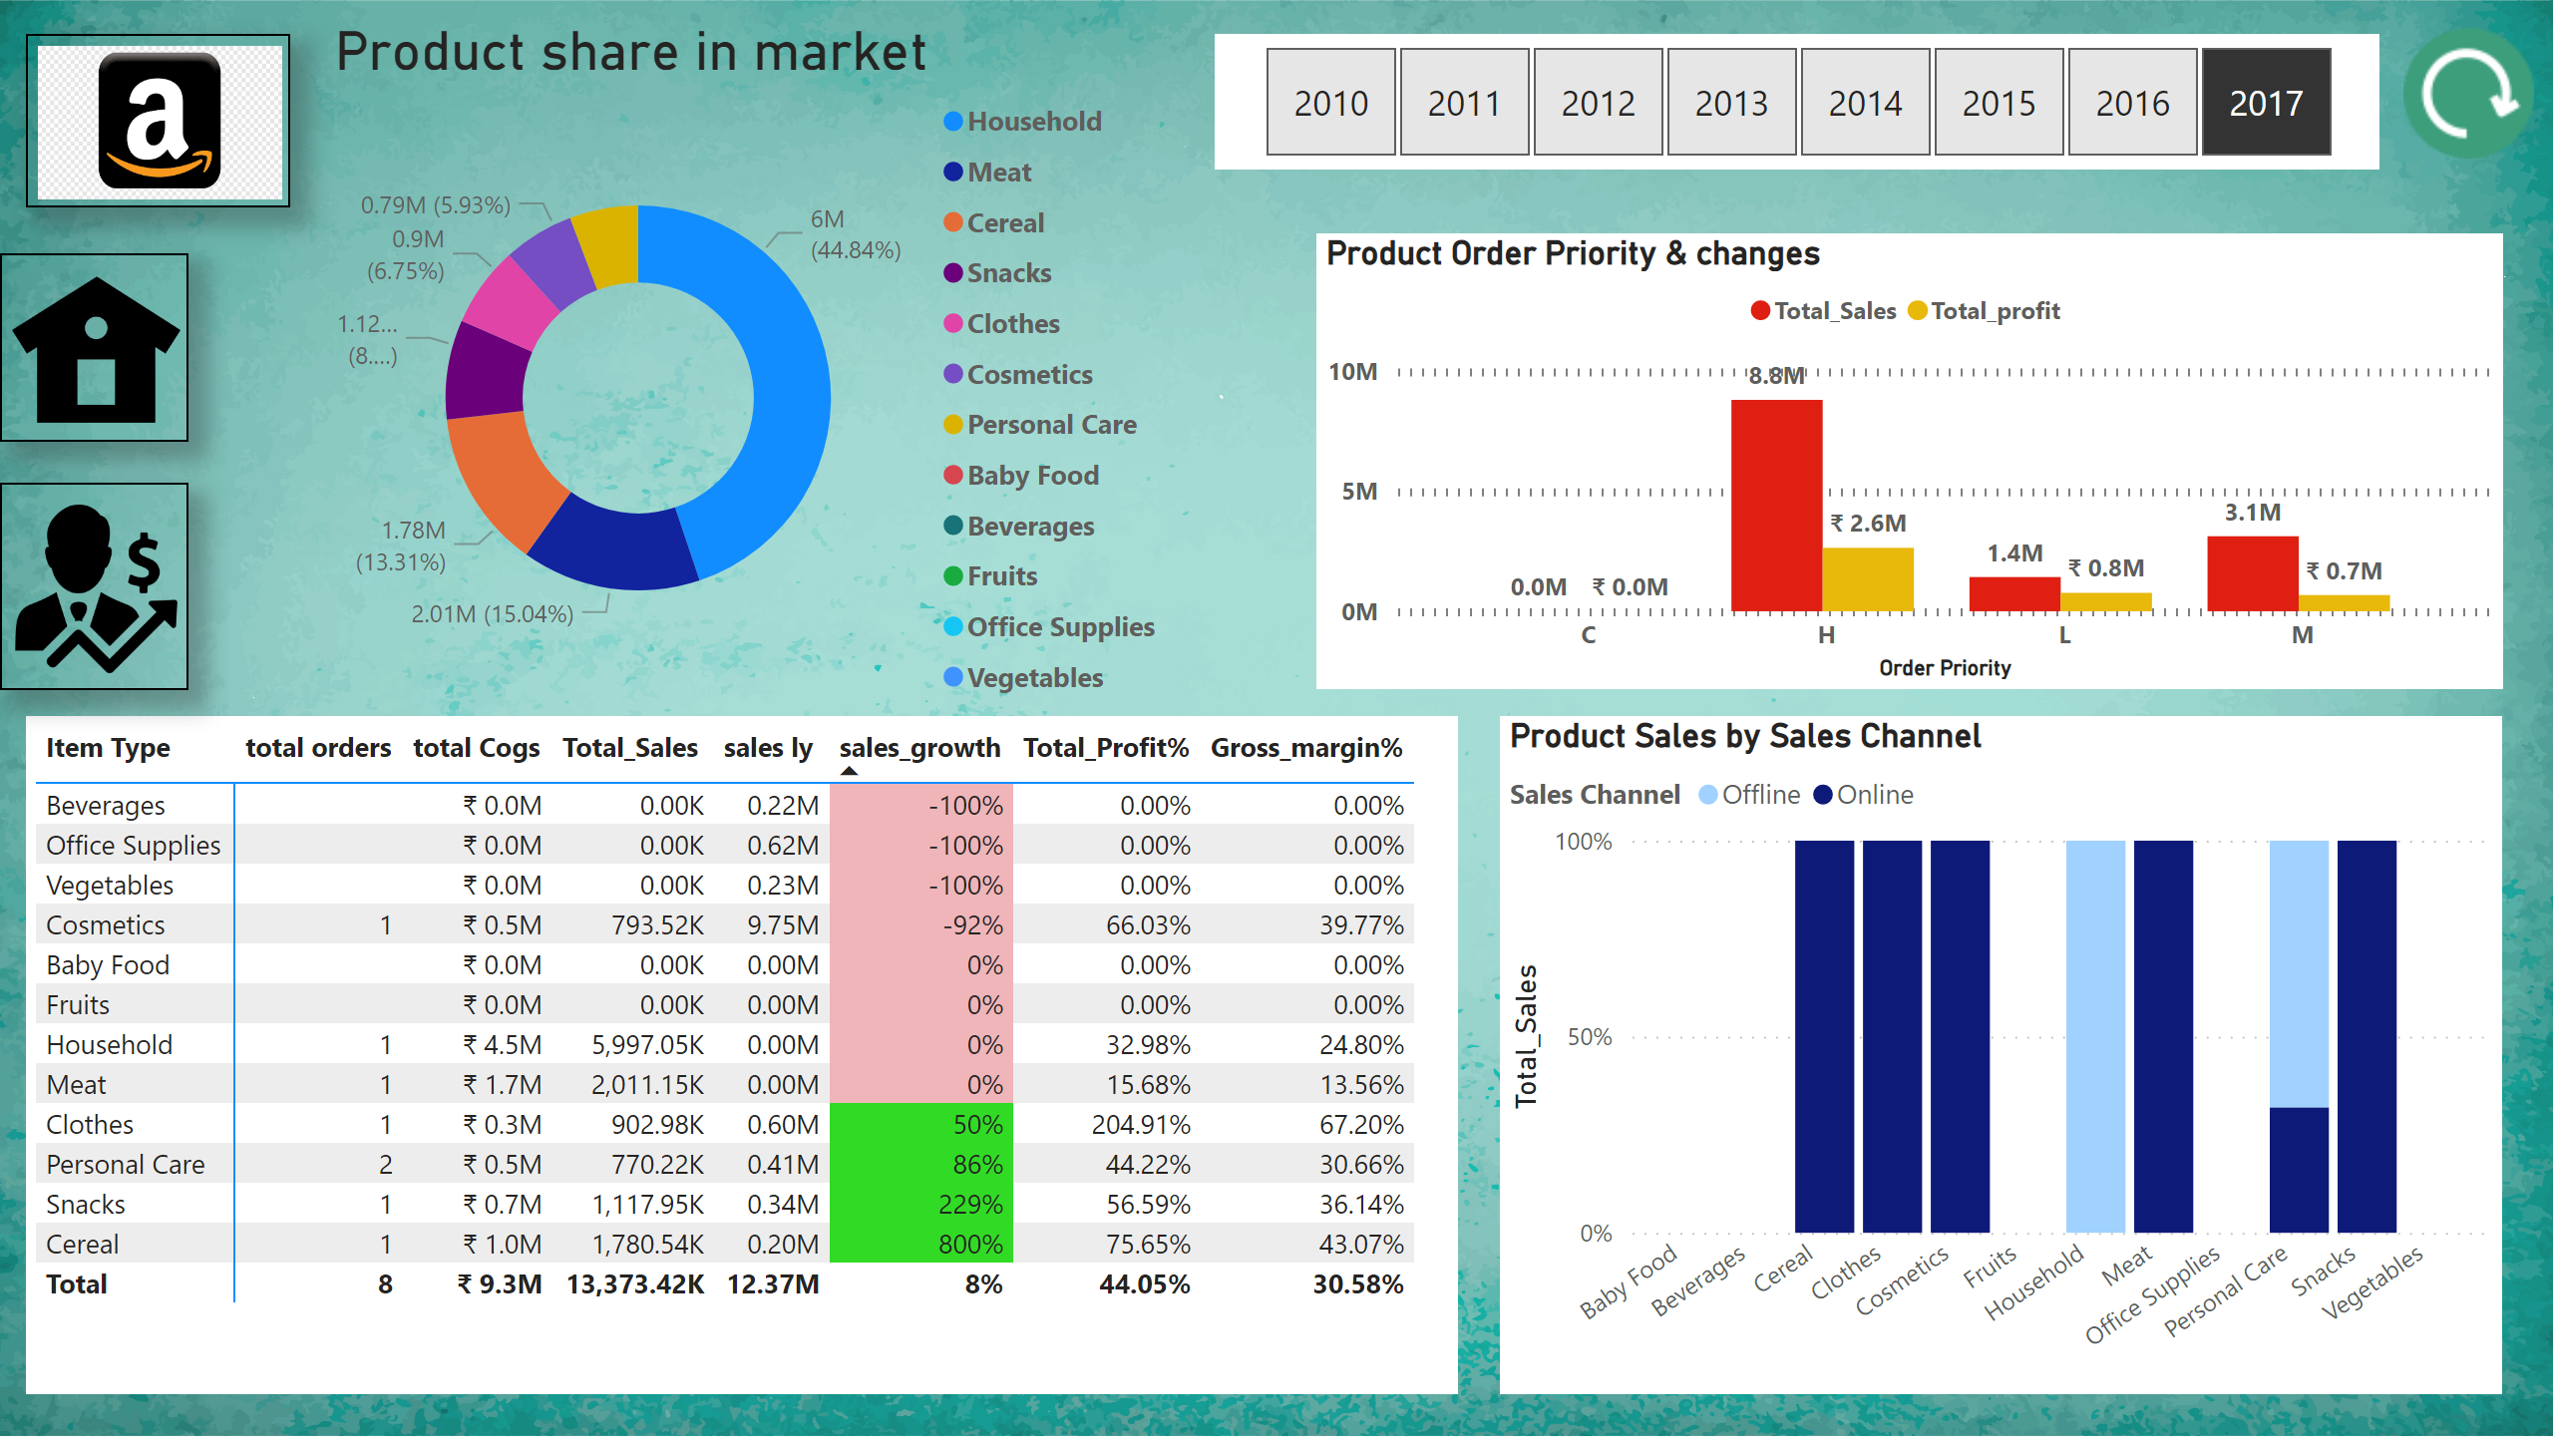 a
Product share in market
2010 2011 2012 2013 2014 2015 2016 2017
Household
Meat
Cereal
Snacks
Clothes
Cosmetics
Personal Care
Baby Food
Beverages
Fruits
Office Supplies
Vegetables
6M
(44.84%)
2.01M (15.04%)
1.78M
(13.31%)
1.12...
(8....)
0.9M
(6.75%)
0.79M (5.93%)
$
Product Order Priority & changes
Total_Sales Total_profit
10M
5M
0M
0.0M ₹ 0.0M
8.8M ₹ 2.6M
1.4M ₹ 0.8M
3.1M ₹ 0.7M
C H L M
Order Priority
Item Type total orders total Cogs Total_Sales sales ly sales_growth Total_Profit% Gross_margin%
Beverages ₹ 0.0M 0.00K 0.22M -100% 0.00% 0.00%
Office Supplies ₹ 0.0M 0.00K 0.62M -100% 0.00% 0.00%
Vegetables ₹ 0.0M 0.00K 0.23M -100% 0.00% 0.00%
Cosmetics 1 ₹ 0.5M 793.52K 9.75M -92% 66.03% 39.77%
Baby Food ₹ 0.0M 0.00K 0.00M 0% 0.00% 0.00%
Fruits ₹ 0.0M 0.00K 0.00M 0% 0.00% 0.00%
Household 1 ₹ 4.5M 5,997.05K 0.00M 0% 32.98% 24.80%
Meat 1 ₹ 1.7M 2,011.15K 0.00M 0% 15.68% 13.56%
Clothes 1 ₹ 0.3M 902.98K 0.60M 50% 204.91% 67.20%
Personal Care 2 ₹ 0.5M 770.22K 0.41M 86% 44.22% 30.66%
Snacks 1 ₹ 0.7M 1,117.95K 0.34M 229% 56.59% 36.14%
Cereal 1 ₹ 1.0M 1,780.54K 0.20M 800% 75.65% 43.07%
Total 8 ₹ 9.3M 13,373.42K 12.37M 8% 44.05% 30.58%
Product Sales by Sales Channel
Sales Channel Offline Online
Total_Sales
100%
50%
0%
Baby Food
Beverages
Cereal
Clothes
Cosmetics
Fruits
Household
Meat
Office Supplies
Personal Care
Snacks
Vegetables